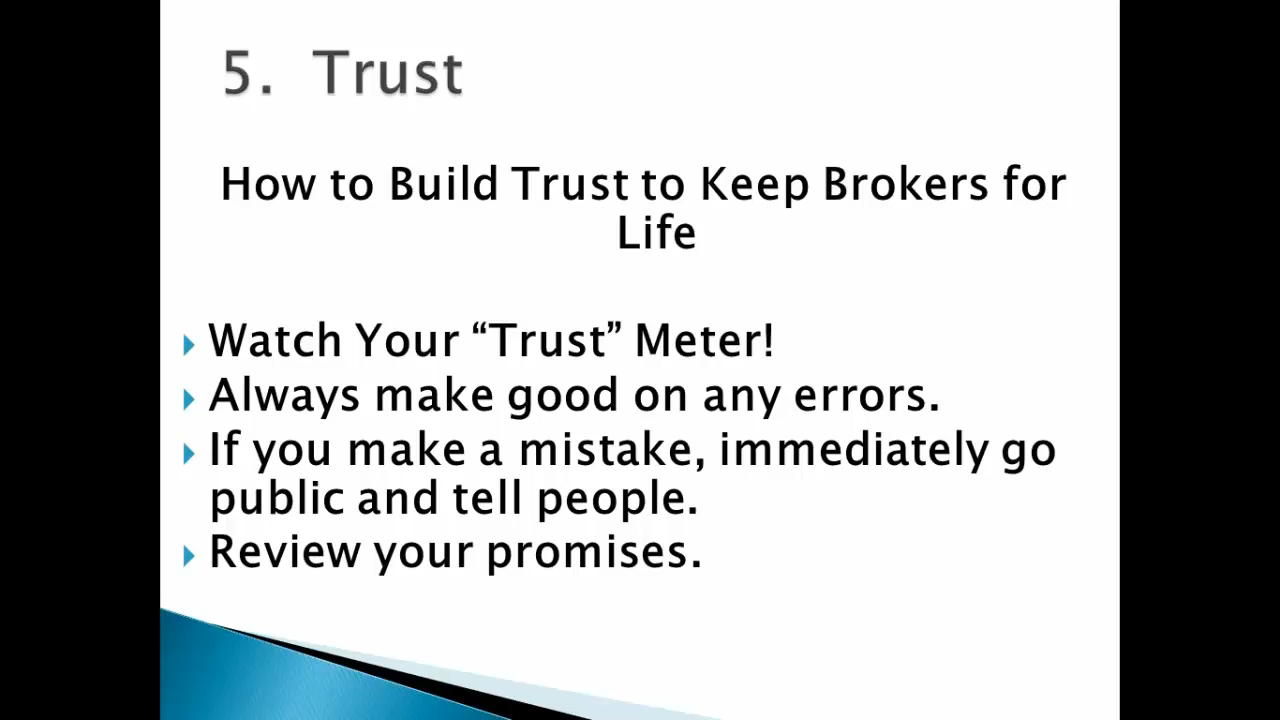 5. Trust
How to Build Trust to Keep Brokers for
Life
Watch Your “Trust” Meter!
Always make good on any errors.
If you make a mistake, immediately go
public and tell people.
Review your promises.